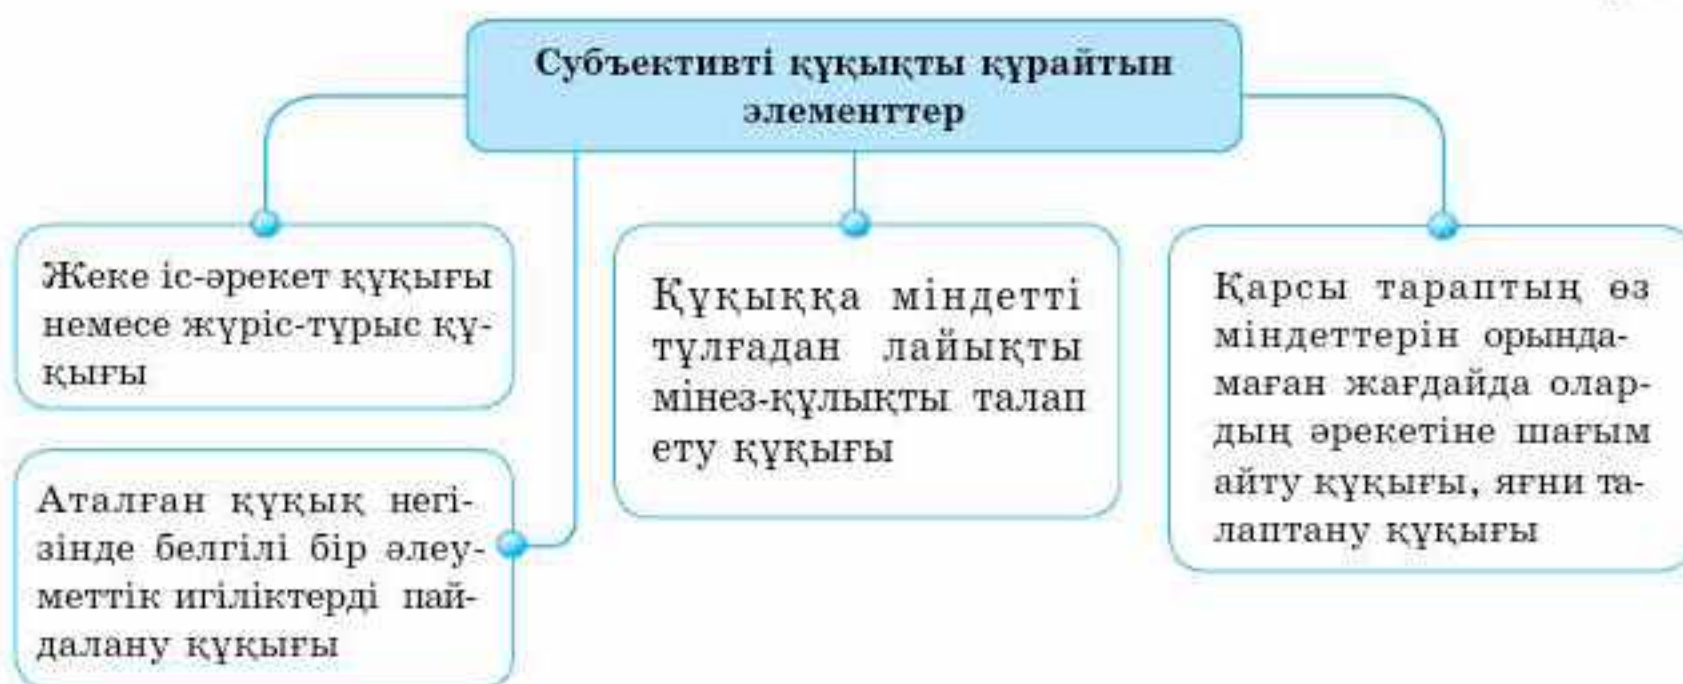 Субъективті құқықты құрайтын
элементтер
Жеке іс-әрекет құқығы
немесе жүріс-тұрыс құ-
қығы
Аталған құқық негі-
зінде белгілі бір әлеу-
меттік игіліктерді пай-
далану құқығы
Құқыққа міндетті
тұлғадан лайықты
мінез-құлықты талап
ету құқығы
Қарсы тараптың өз
міндеттерін орында-
маған жағдайда олар-
дың әрекетіне шағым
айту құқығы, яғни та-
лаптану құқығы